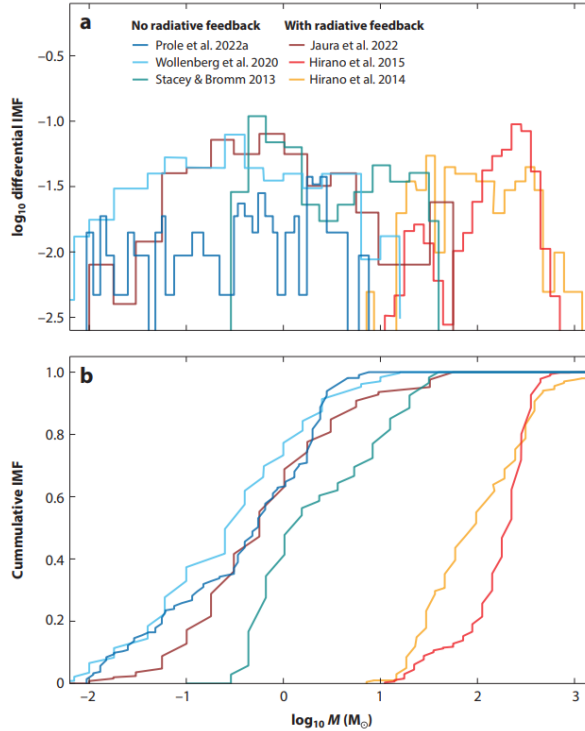 a
No radiative feedback
With radiative feedback
Prole et al. 2022a
Jaura et al. 2022
Wollenberg et al. 2020
Hirano et al. 2015
Stacey & Bromm 2013
Hirano et al. 2014
log₁₀ differential IMF
−0.5
−1.0
−1.5
−2.0
−2.5
b
Cummulative IMF
1.0
0.8
0.6
0.4
0.2
0
−2
−1
0
1
2
3
log₁₀ M (M☉)